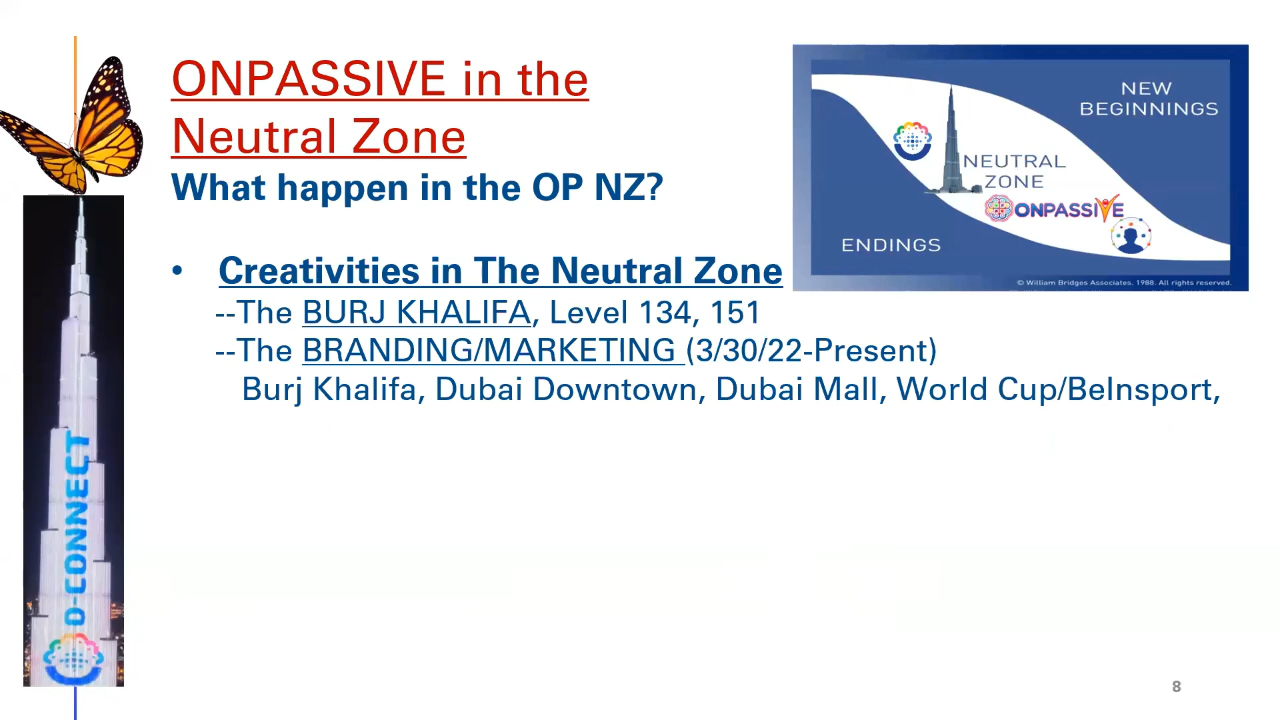 ONPASSIVE in the
Neutral Zone
What happen in the OP NZ?
• Creativities in The Neutral Zone
--The BURJ KHALIFA, Level 134, 151
--The BRANDING/MARKETING (3/30/22-Present)
Burj Khalifa, Dubai Downtown, Dubai Mall, World Cup/BeInsport,
NEW
BEGINNINGS
NEUTRAL
ZONE
ONPASSIVE
ENDINGS
© William Bridges Associates. 1988. All rights reserved.
O-CONNECT
8